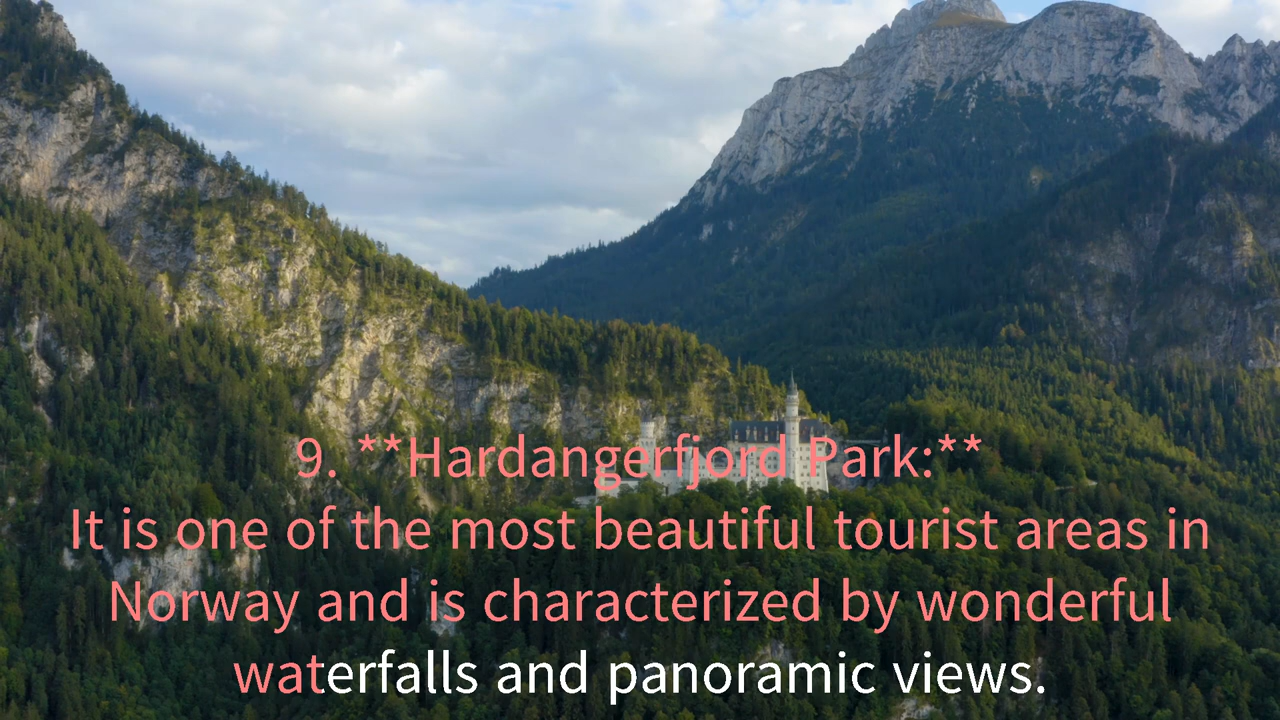 9. **Hardangerfjord Park:**
It is one of the most beautiful tourist areas in
Norway and is characterized by wonderful
waterfalls and panoramic views.